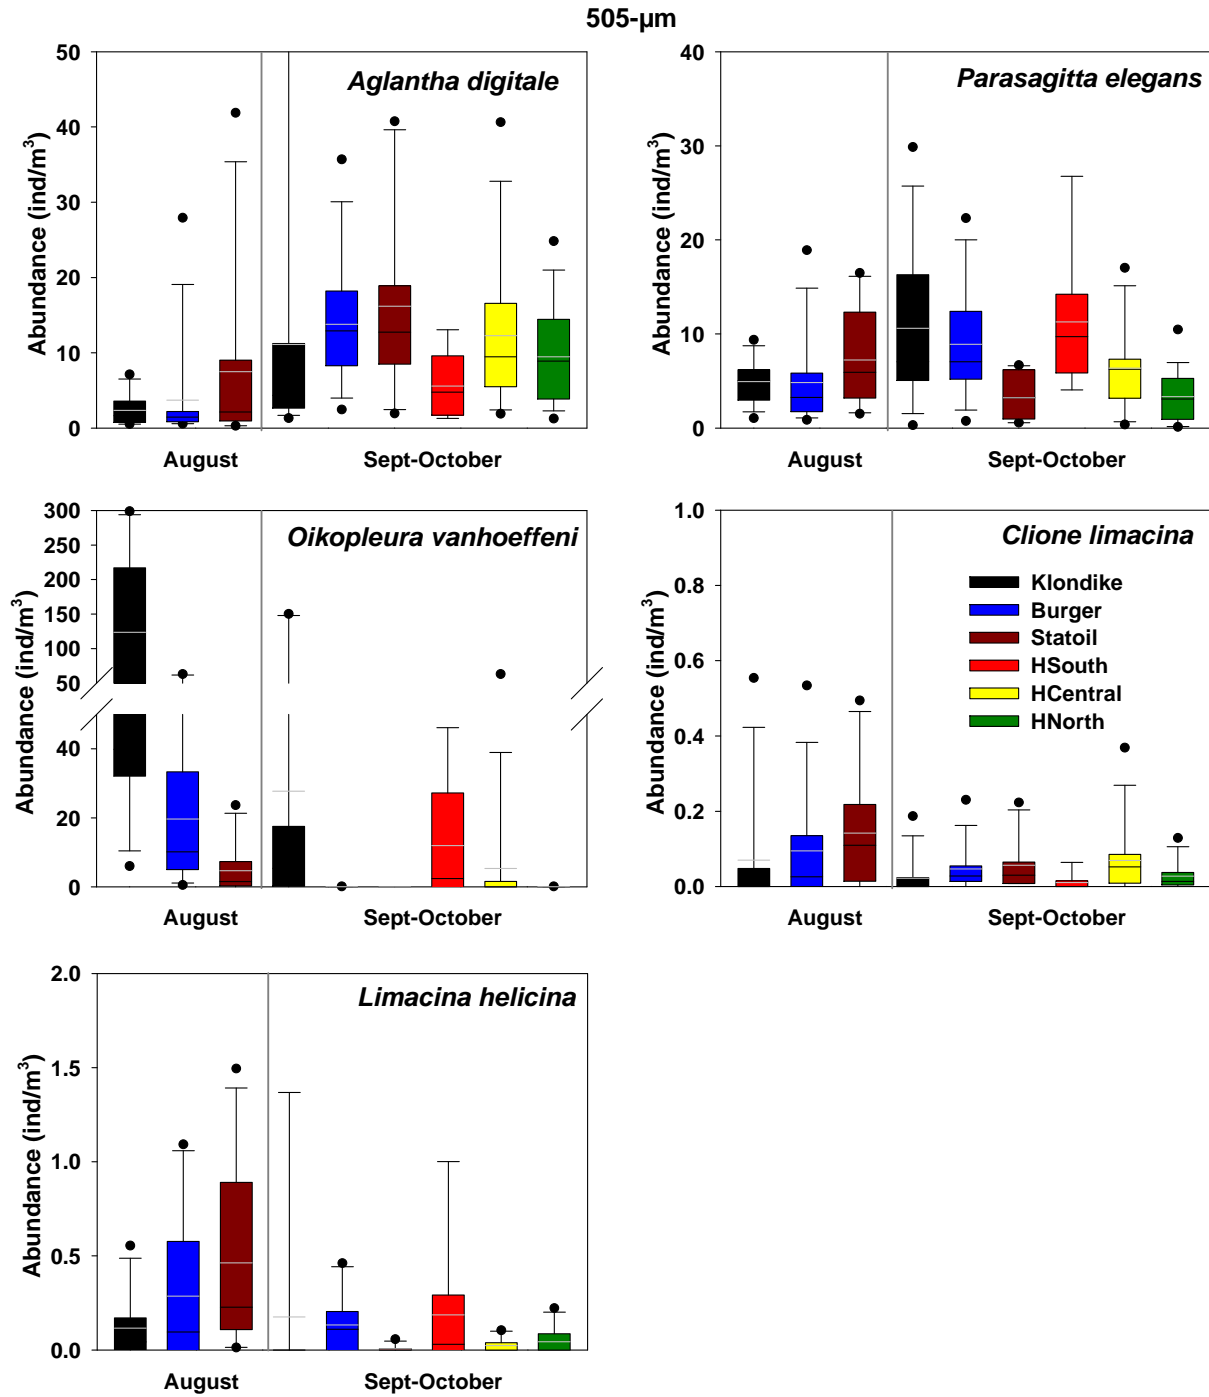 505-µm
Aglantha digitale
Abundance (ind/m³)
50
40
30
20
10
0
August
Sept-October
Parasagitta elegans
Abundance (ind/m³)
40
30
20
10
0
August
Sept-October
Oikopleura vanhoeffeni
Abundance (ind/m³)
300
250
200
150
100
50
40
20
0
August
Sept-October
Clione limacina
Abundance (ind/m³)
1.0
0.8
0.6
0.4
0.2
0.0
Klondike
Burger
Statoil
HSouth
HCentral
HNorth
August
Sept-October
Limacina helicina
Abundance (ind/m³)
2.0
1.5
1.0
0.5
0.0
August
Sept-October